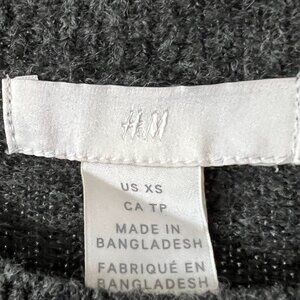 H&M
US XS
CA TP
MADE IN
BANGLADESH
FABRIQUÉ EN
BANGLADESH